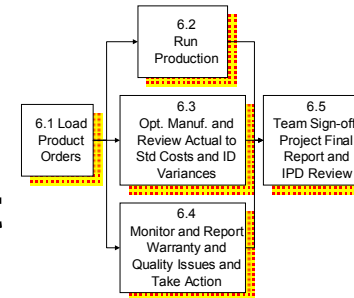 6.1 Load
Product
Orders
6.2
Run
Production
6.3
Opt. Manuf. and
Review Actual to
Std Costs and ID
Variances
6.4
Monitor and Report
Warranty and
Quality Issues and
Take Action
6.5
Team Sign-off
Project Final
Report and
IPD Review